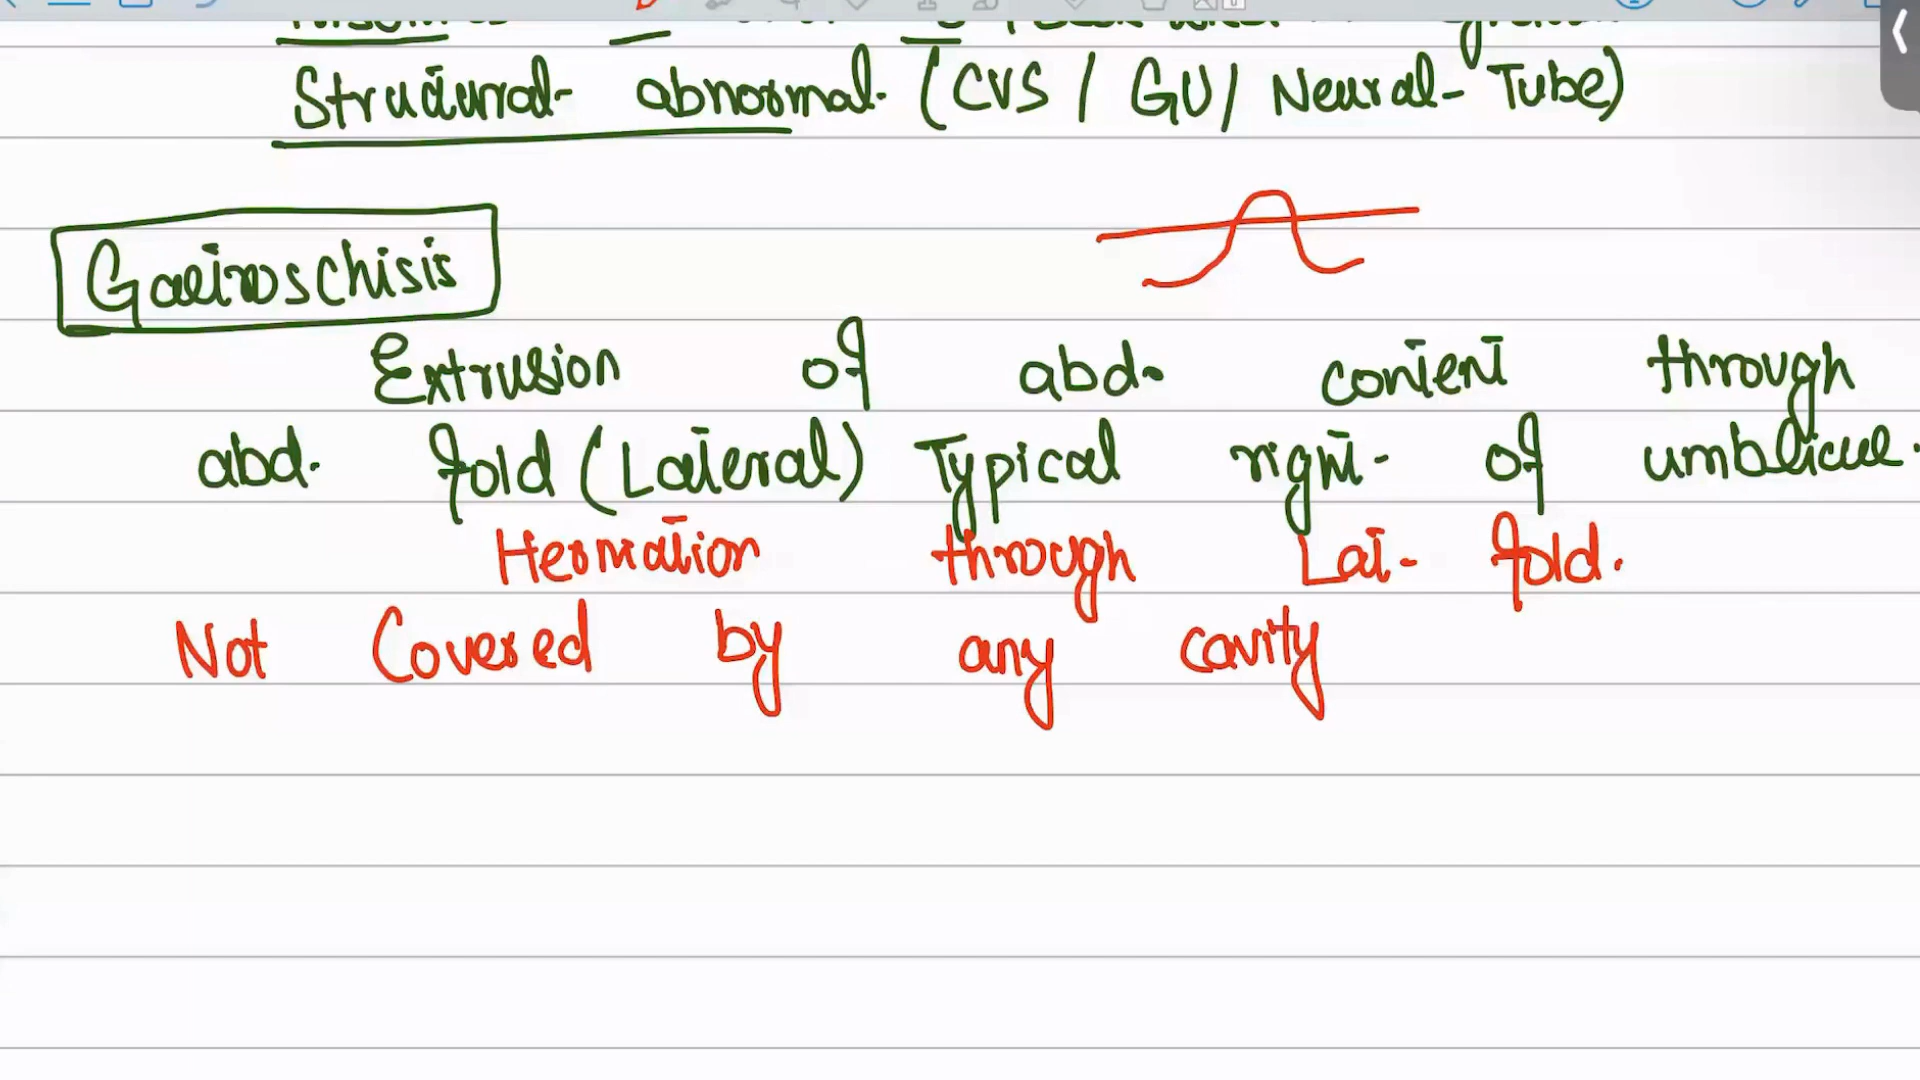 Structural abnormal. (CVS / GU / Neural Tube)
Gastroschisis
Extrusion of abd. content through
abd. fold (Lateral) Typical right of umblicus.
Herniation through Lat. fold.
Not Covered by any cavity